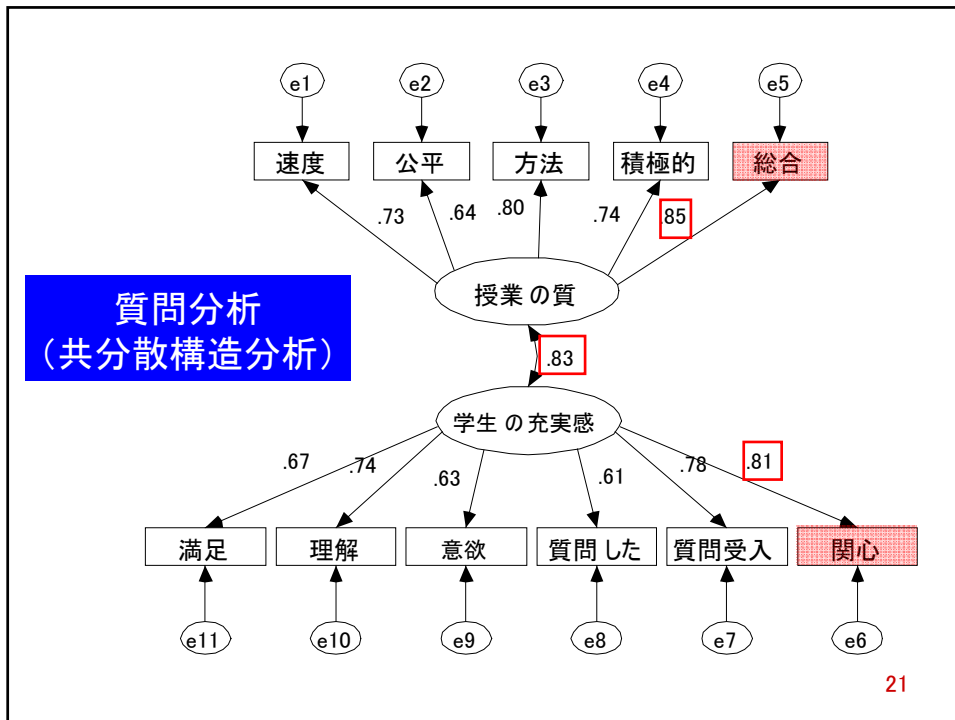 e1 e2 e3 e4 e5
速度 公平 方法 積極的 総合
.73 .64 .80 .74 .85
授業の質
質問分析
（共分散構造分析）
.83
学生の充実感
.67 .74 .63 .61 .78 .81
満足 理解 意欲 質問した 質問受入 関心
e11 e10 e9 e8 e7 e6
21